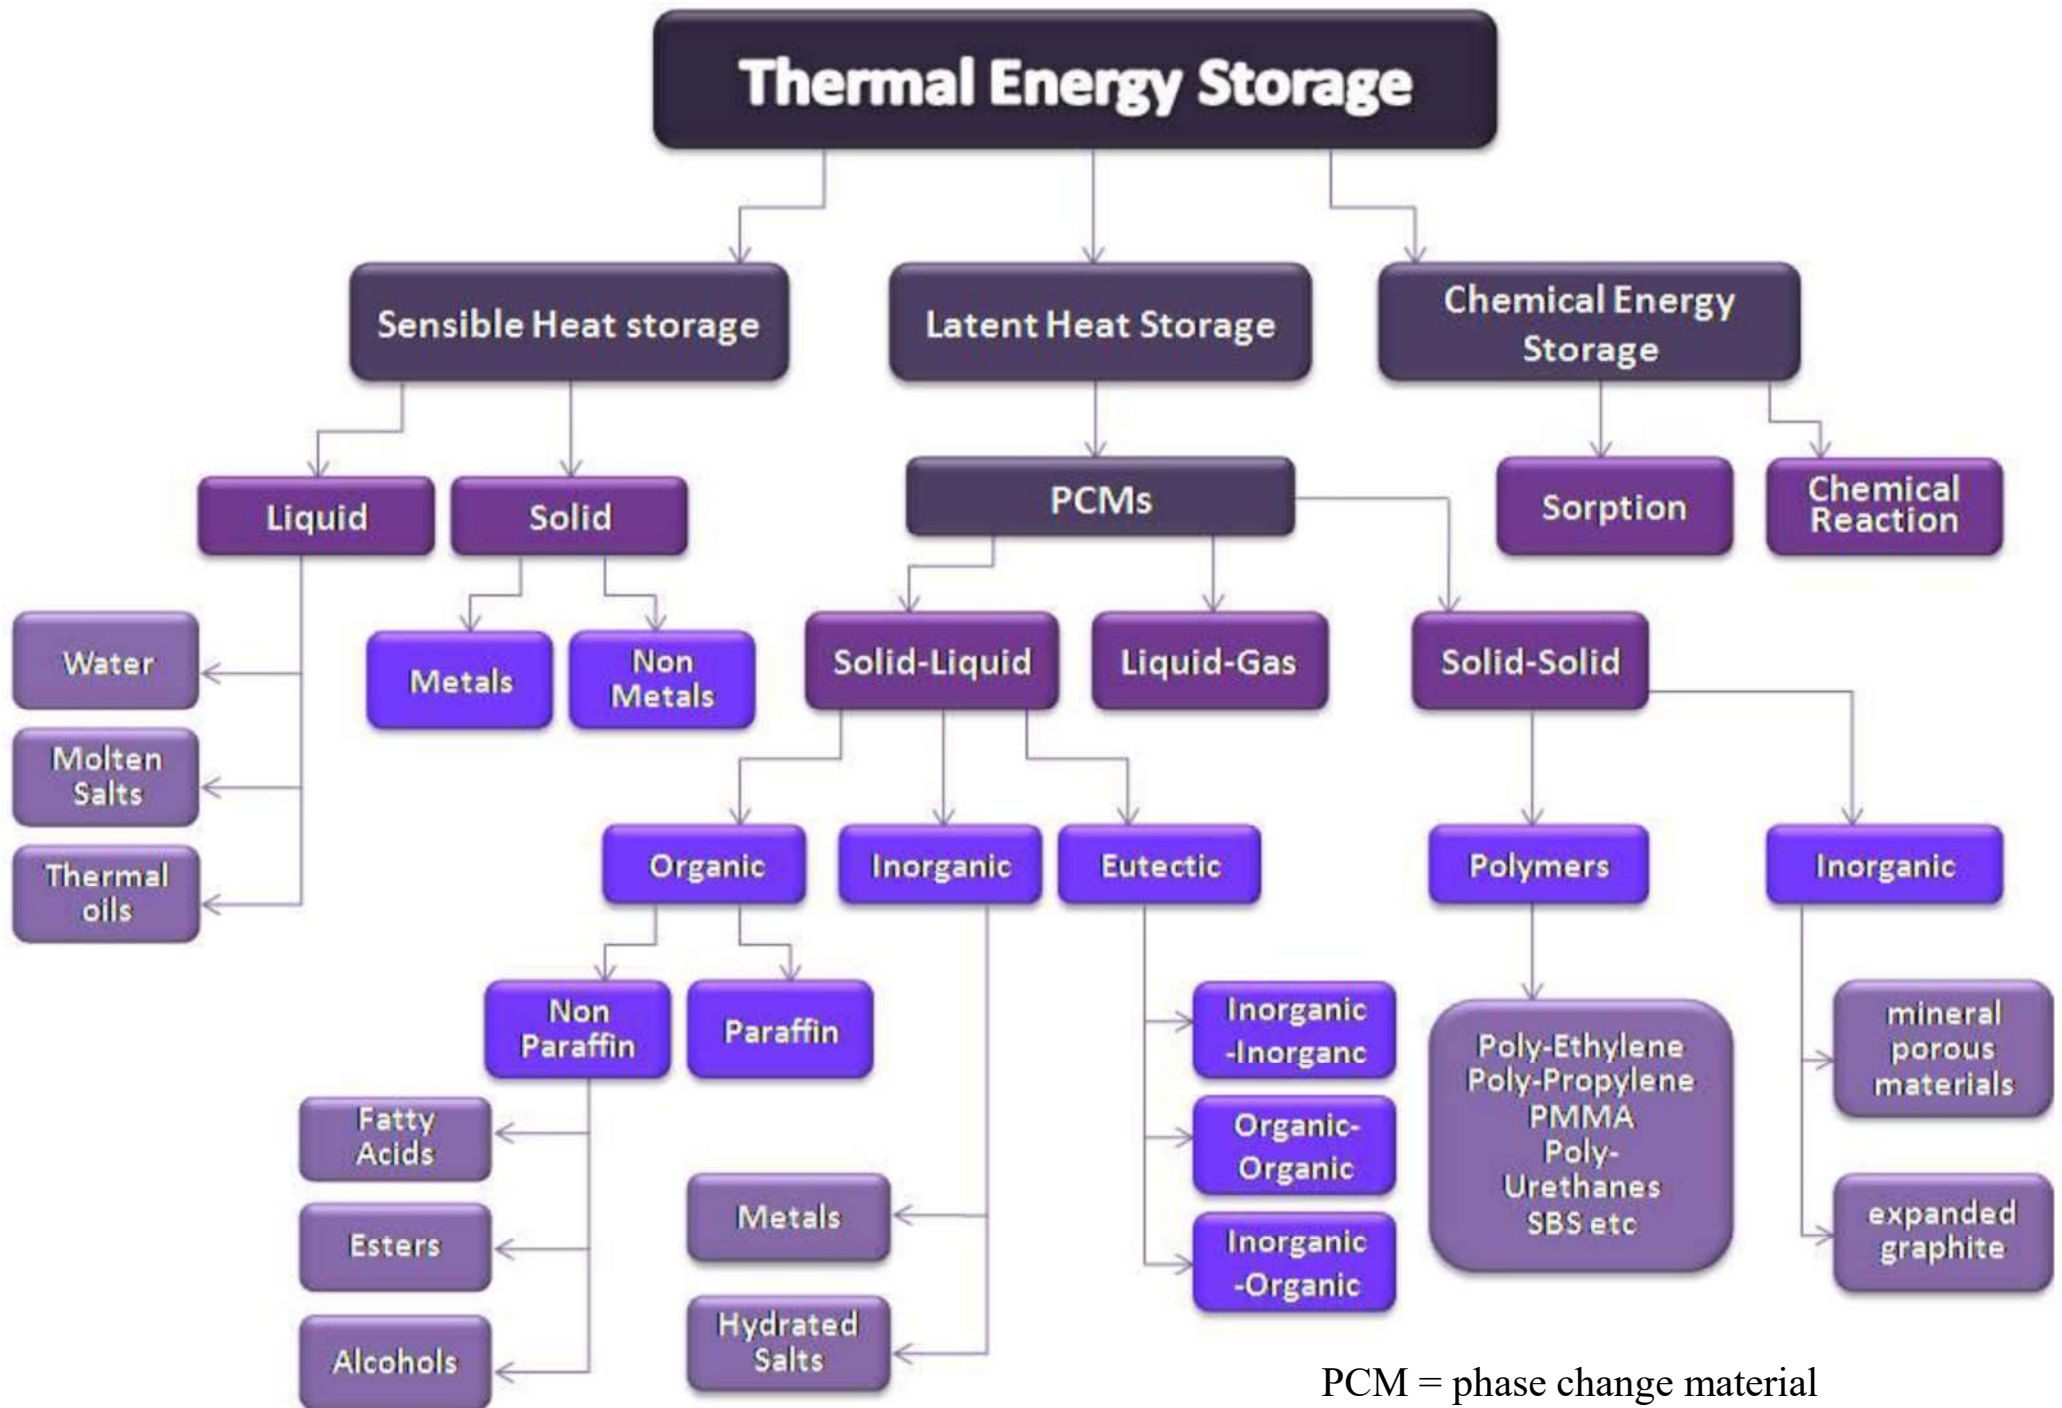 Thermal Energy Storage
Sensible Heat storage
Latent Heat Storage
Chemical Energy
Storage
Liquid
Solid
PCMs
Sorption
Chemical
Reaction
Water
Molten
Salts
Thermal
oils
Metals
Non
Metals
Solid-Liquid
Liquid-Gas
Solid-Solid
Organic
Inorganic
Eutectic
Polymers
Inorganic
Non
Paraffin
Paraffin
Fatty
Acids
Esters
Alcohols
Metals
Hydrated
Salts
Inorganic
-Inorganc
Organic-
Organic
Inorganic
-Organic
Poly-Ethylene
Poly-Propylene
PMMA
Poly-
Urethanes
SBS etc
mineral
porous
materials
expanded
graphite
PCM = phase change material